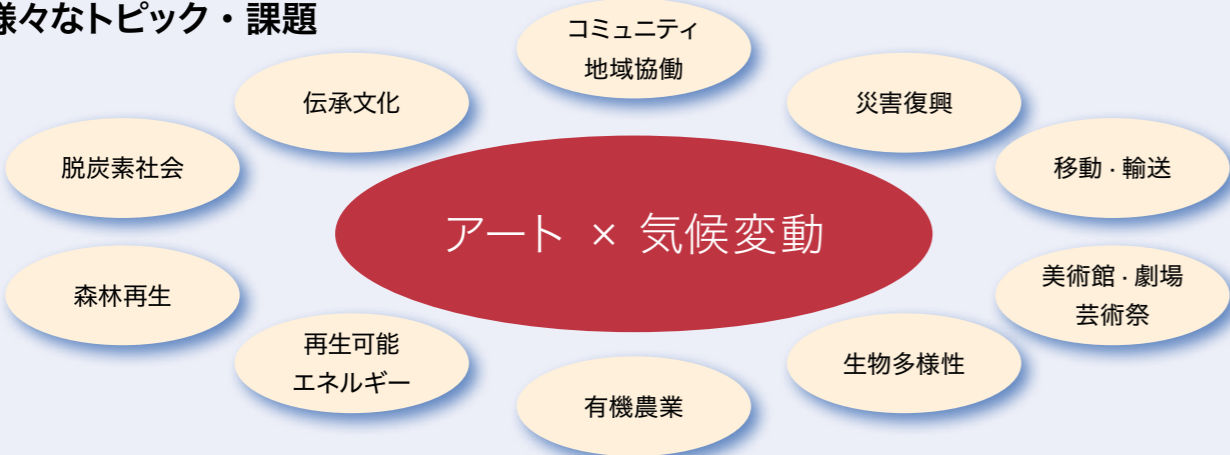 様々なトピック・課題
コミュニティ
地域協働
伝承文化
災害復興
脱炭素社会
移動・輸送
アート × 気候変動
森林再生
美術館・劇場
芸術祭
再生可能
エネルギー
生物多様性
有機農業